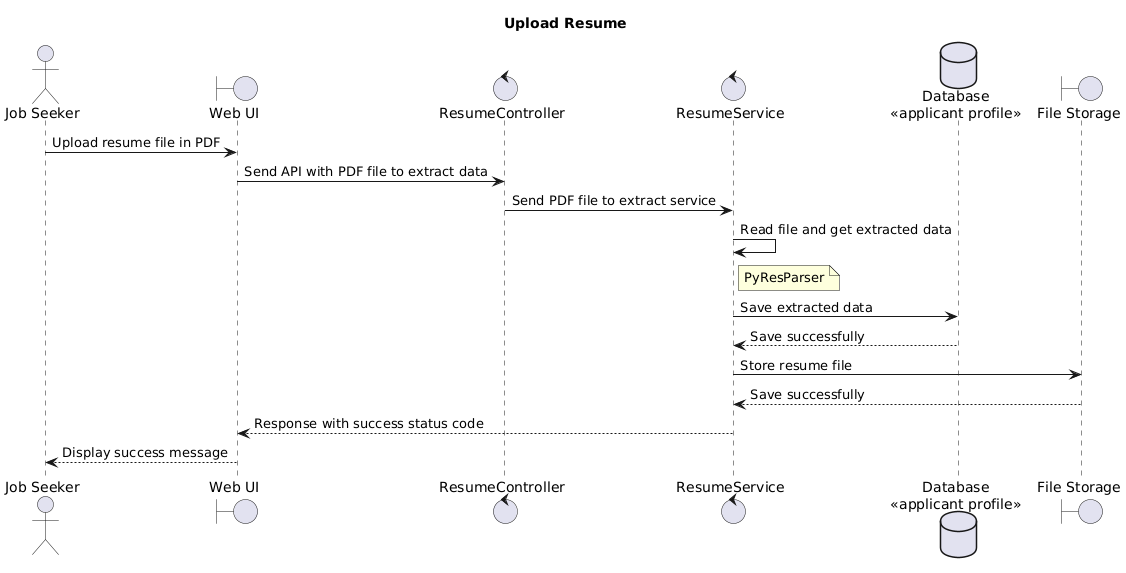 Upload Resume
Job Seeker
Web UI
ResumeController
ResumeService
Database
«applicant profile»
File Storage
Upload resume file in PDF
Send API with PDF file to extract data
Send PDF file to extract service
Read file and get extracted data
PyResParser
Save extracted data
Save successfully
Store resume file
Save successfully
Response with success status code
Display success message
Job Seeker
Web UI
ResumeController
ResumeService
Database
«applicant profile»
File Storage